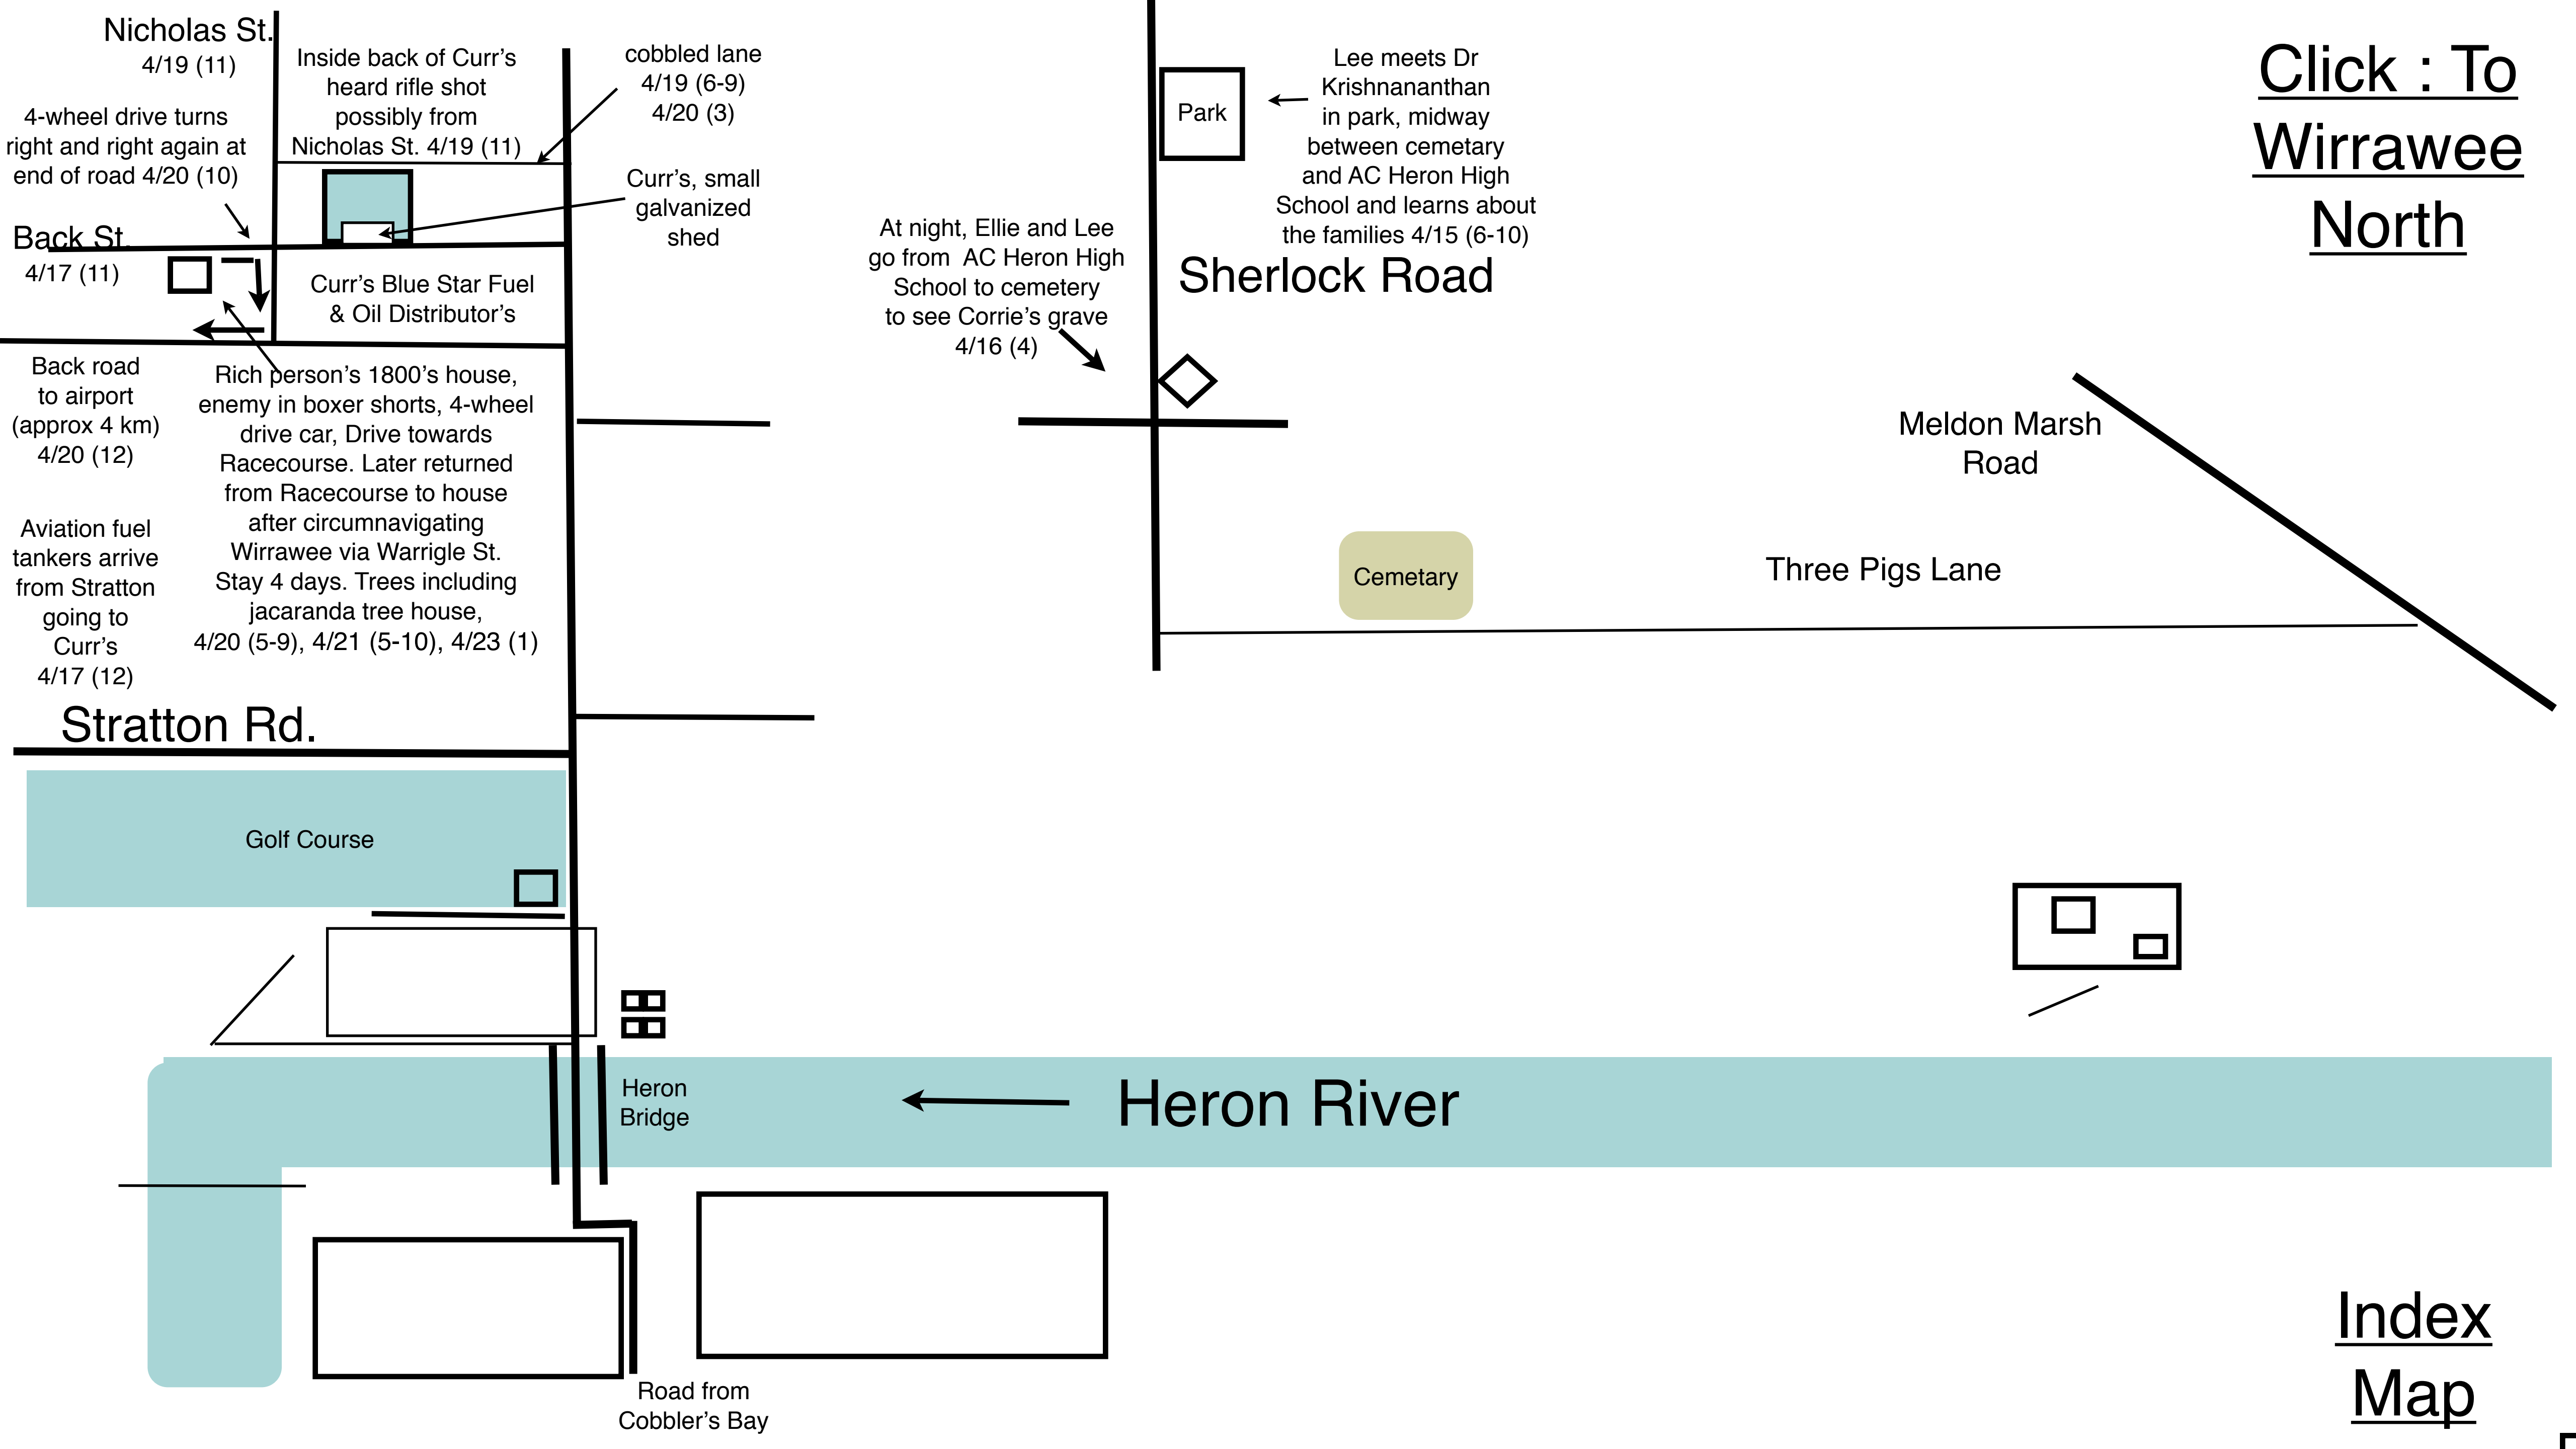 Nicholas St.
4/19 (11)
4-wheel drive turns
right and right again at
end of road 4/20 (10)
Back St.
4/17 (11)
Inside back of Curr's
heard rifle shot
possibly from
Nicholas St. 4/19 (11)
cobbled lane
4/19 (6-9)
4/20 (3)
Curr's, small
galvanized
shed
Curr's Blue Star Fuel
& Oil Distributor's
Back road
to airport
(approx 4 km)
4/20 (12)
Aviation fuel
tankers arrive
from Stratton
going to
Curr's
4/17 (12)
Rich person's 1800's house,
enemy in boxer shorts, 4-wheel
drive car, Drive towards
Racecourse. Later returned
from Racecourse to house
after circumnavigating
Wirrawee via Warrigle St.
Stay 4 days. Trees including
jacaranda tree house,
4/20 (5-9), 4/21 (5-10), 4/23 (1)
Stratton Rd.
Golf Course
At night, Ellie and Lee
go from AC Heron High
School to cemetery
to see Corrie's grave
4/16 (4)
Park
Lee meets Dr
Krishnananthan
in park, midway
between cemetary
and AC Heron High
School and learns about
the families 4/15 (6-10)
Sherlock Road
Click : To
Wirrawee
North
Meldon Marsh
Road
Cemetary
Three Pigs Lane
Heron
Bridge
Heron River
Road from
Cobbler's Bay
Index
Map